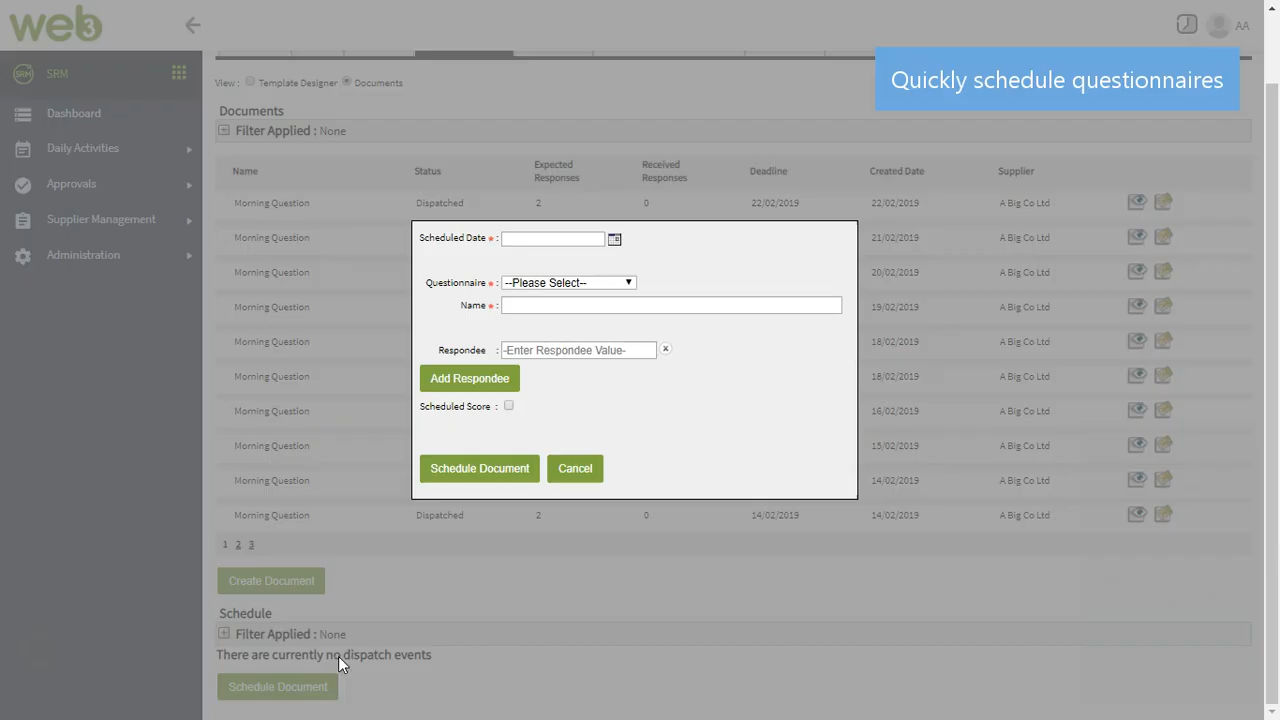 web3
AA
SRM SRM
Quickly schedule questionnaires
View : Template Designer Documents
Dashboard
Documents
Filter Applied : None
Daily Activities
Name Status Expected Responses Received Responses Deadline Created Date Supplier
Approvals
Morning Question Dispatched 2 0 22/02/2019 22/02/2019 A Big Co Ltd
Supplier Management
Morning Question 21/02/2019 A Big Co Ltd
Administration
Morning Question 20/02/2019 A Big Co Ltd
Morning Question 19/02/2019 A Big Co Ltd
Morning Question 18/02/2019 A Big Co Ltd
Morning Question 18/02/2019 A Big Co Ltd
Morning Question 16/02/2019 A Big Co Ltd
Morning Question 15/02/2019 A Big Co Ltd
Morning Question 14/02/2019 A Big Co Ltd
Morning Question Dispatched 2 0 14/02/2019 14/02/2019 A Big Co Ltd
Scheduled Date * :
Questionnaire * : --Please Select--
Name * :
Respondee : -Enter Respondee Value- x
Add Respondee
Scheduled Score :
Schedule Document Cancel
1 2 3
Create Document
Schedule
Filter Applied : None
There are currently no dispatch events
Schedule Document